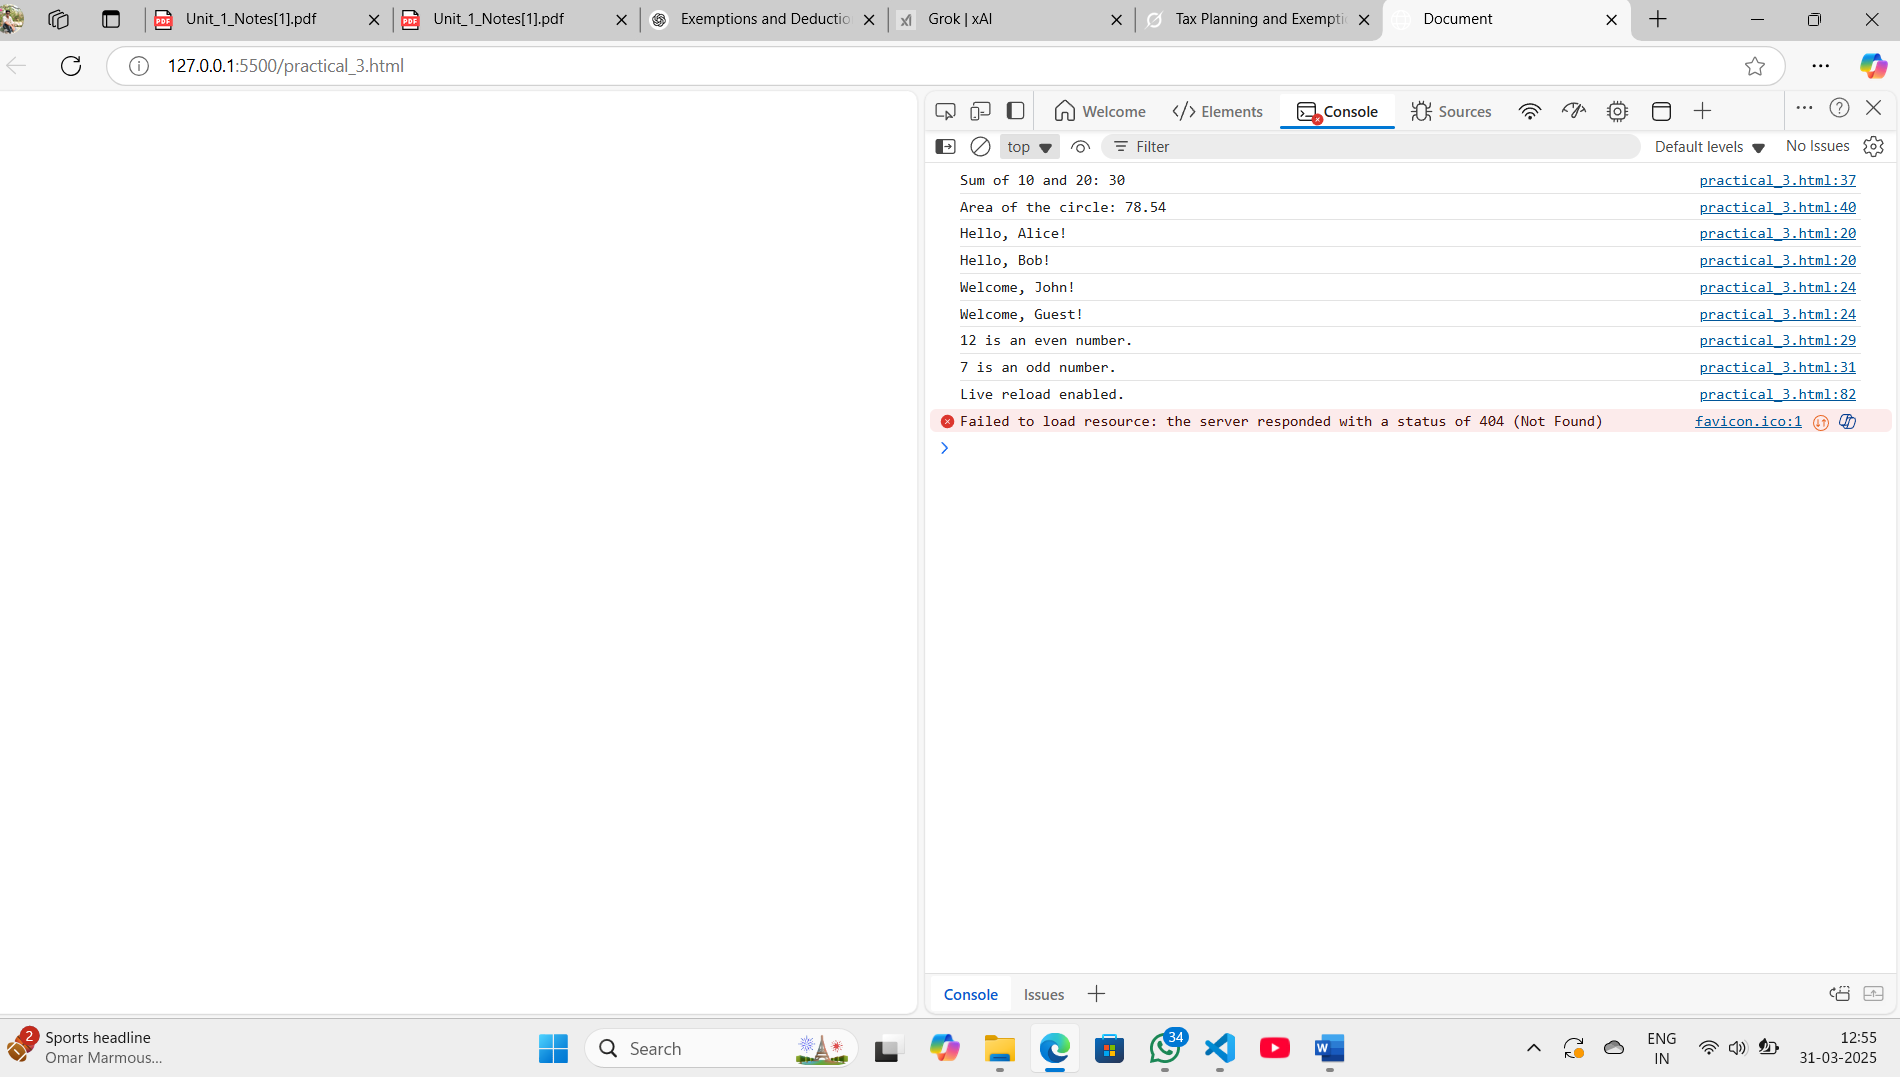 Unit_1_Notes[1].pdf
Unit_1_Notes[1].pdf
Exemptions and Deductio
Grok | xAI
Tax Planning and Exempti
Document
127.0.0.1:5500/practical_3.html
Welcome
Elements
Console
Sources
top
Filter
Default levels
No Issues
Sum of 10 and 20: 30 practical_3.html:37
Area of the circle: 78.54 practical_3.html:40
Hello, Alice! practical_3.html:20
Hello, Bob! practical_3.html:20
Welcome, John! practical_3.html:24
Welcome, Guest! practical_3.html:24
12 is an even number. practical_3.html:29
7 is an odd number. practical_3.html:31
Live reload enabled. practical_3.html:82
Failed to load resource: the server responded with a status of 404 (Not Found) favicon.ico:1
Console
Issues
2
Sports headline
Omar Marmous...
Search
34
ENG
IN
12:55
31-03-2025